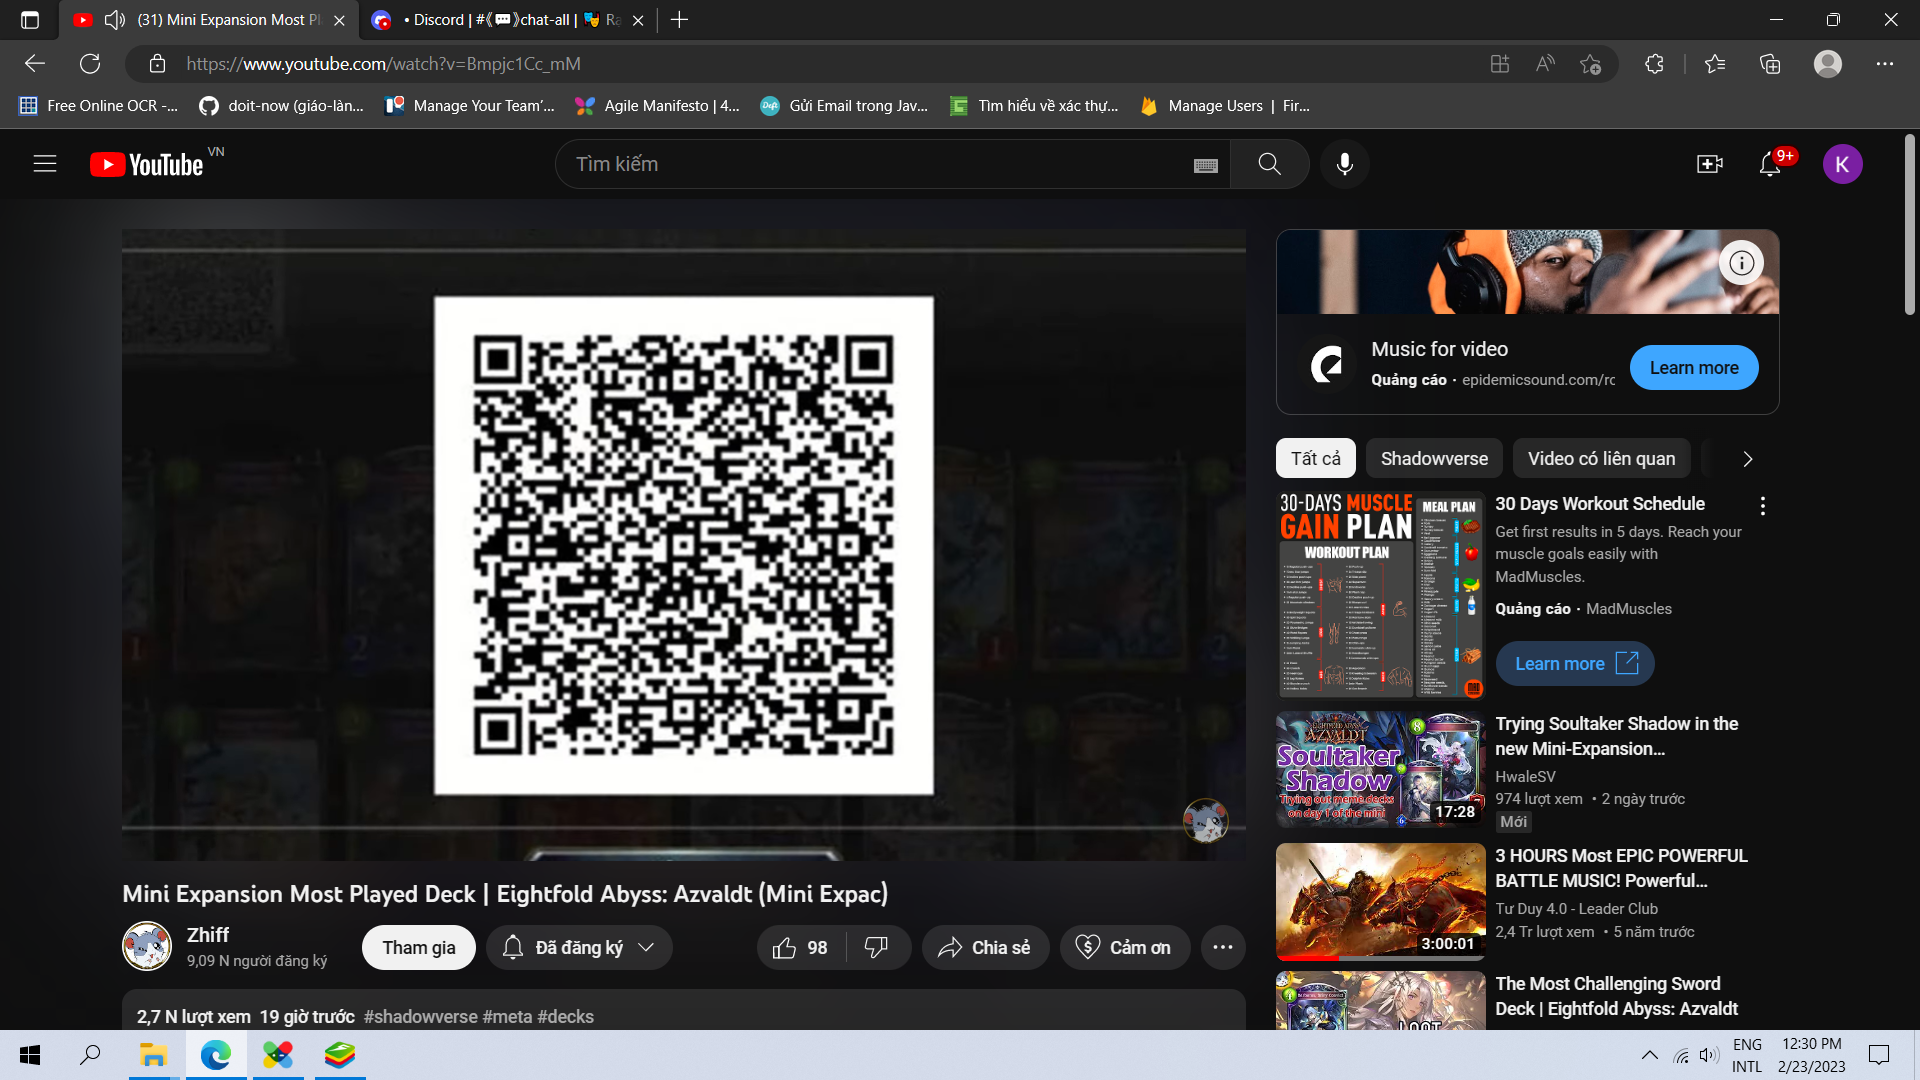 (31) Mini Expansion Most Pl
• Discord | #《💬》chat-all | 🎭 Ra
https://www.youtube.com/watch?v=Bmpjc1Cc_mM
Free Online OCR -...
doit-now (giáo-làn...
Manage Your Team'...
Agile Manifesto | 4...
Gửi Email trong Jav...
Tìm hiểu về xác thự...
Manage Users | Fir...
YouTube VN
Tìm kiếm
9+
K
Music for video
Quảng cáo · epidemicsound.com/rc
Learn more
Tất cả
Shadowverse
Video có liên quan
30-DAYS MUSCLE
GAIN PLAN
WORKOUT PLAN
MEAL PLAN
30 Days Workout Schedule
Get first results in 5 days. Reach your
muscle goals easily with
MadMuscles.
Quảng cáo · MadMuscles
Learn more
AZVALDT
Soultaker
Shadow
Trying out meme decks
on day 1 of the mini
17:28
Trying Soultaker Shadow in the
new Mini-Expansion...
HwaleSV
974 lượt xem • 2 ngày trước
Mới
3:00:01
3 HOURS Most EPIC POWERFUL
BATTLE MUSIC! Powerful...
Tư Duy 4.0 - Leader Club
2,4 Tr lượt xem • 5 năm trước
LOOT
The Most Challenging Sword
Deck | Eightfold Abyss: Azvaldt
Mini Expansion Most Played Deck | Eightfold Abyss: Azvaldt (Mini Expac)
Zhiff
9,09 N người đăng ký
Tham gia
Đã đăng ký
98
Chia sẻ
Cảm ơn
2,7 N lượt xem 19 giờ trước #shadowverse #meta #decks
ENG
INTL
12:30 PM
2/23/2023